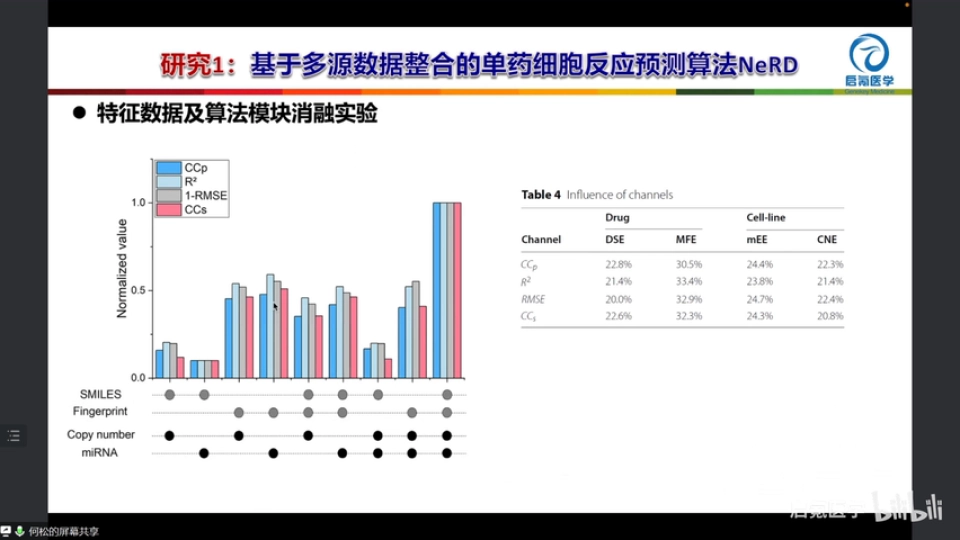 研究1：基于多源数据整合的单药细胞反应预测算法NeRD
启氪医学
● 特征数据及算法模块消融实验
CCp
R²
1-RMSE
CCs
1.0
0.5
0.0
Normalized value
SMILES
Fingerprint
Copy number
miRNA
Table 4 Influence of channels
Drug Cell-line
Channel DSE MFE mEE CNE
CCp 22.8% 30.5% 24.4% 22.3%
R² 21.4% 33.4% 23.8% 21.4%
RMSE 20.0% 32.9% 24.7% 22.4%
CCs 22.6% 32.3% 24.3% 20.8%
bilibili
何松的屏幕共享